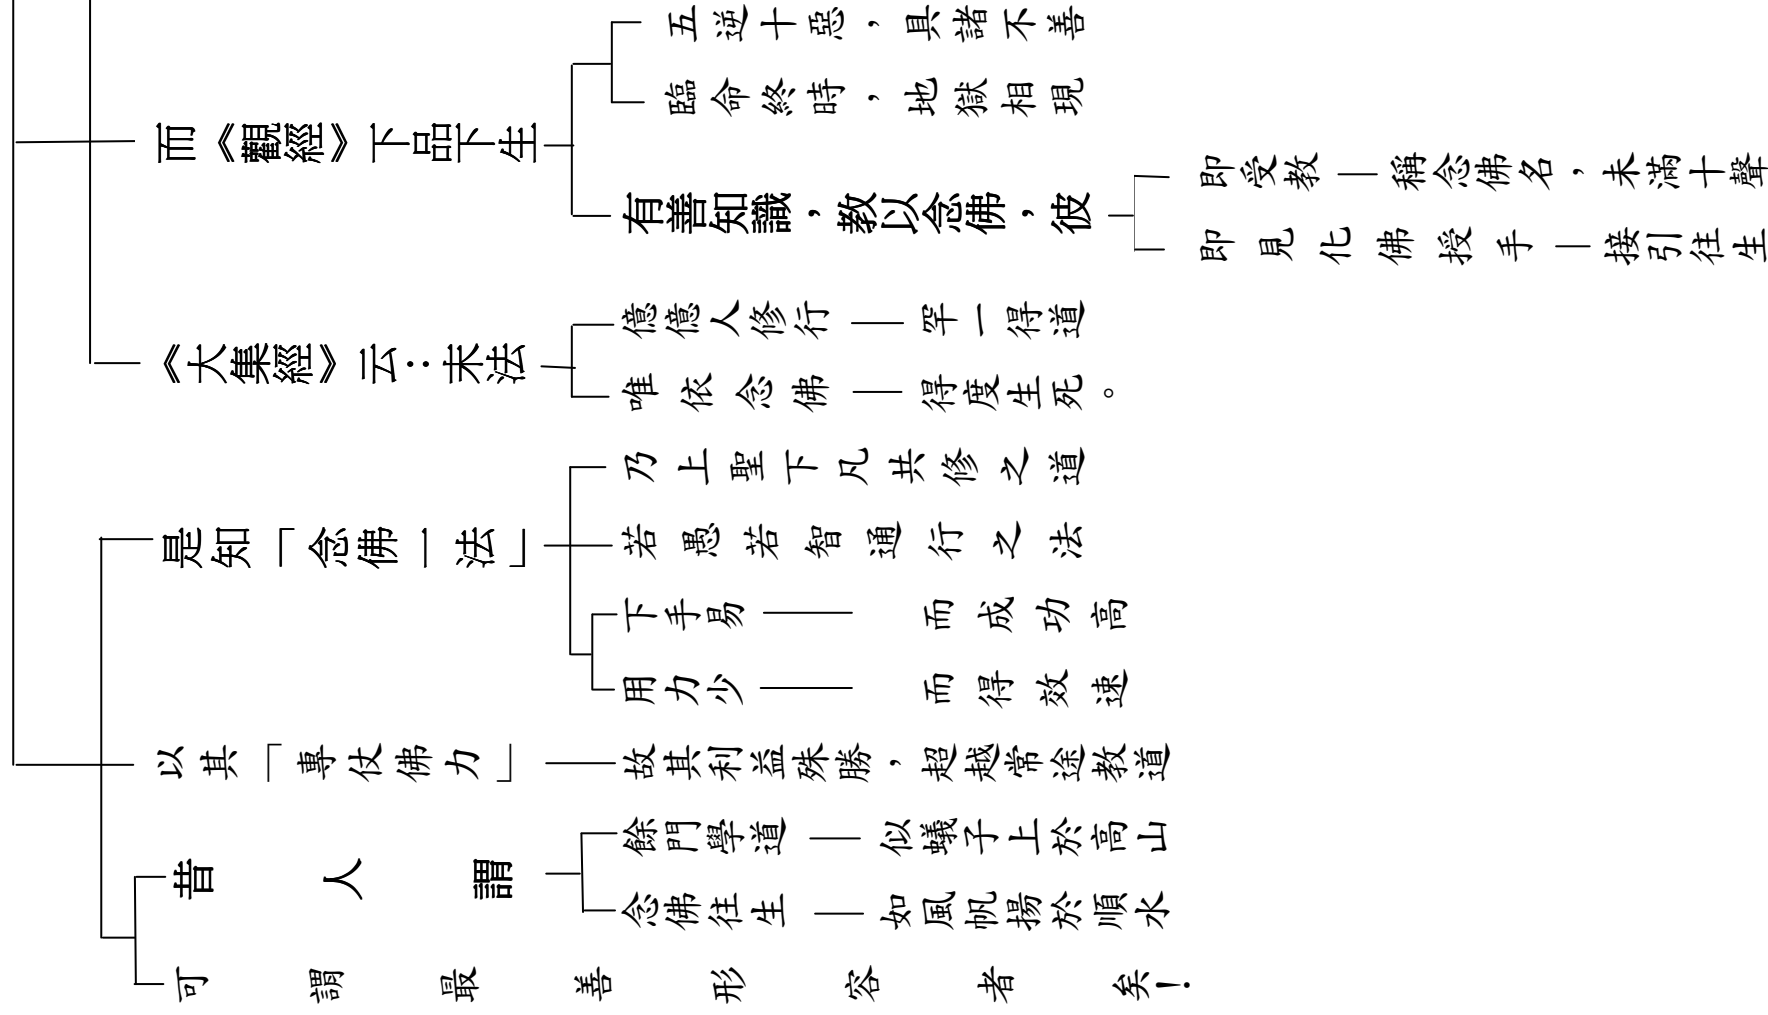 五逆十惡，具諸不善
臨命終時，地獄相現
而《觀經》下品下生
有善知識，教以念佛，彼
即受教—稱念佛名，未滿十聲
即見化佛授手—接引往生
《大集經》云：末法
億億人修行——罕一得道
唯依念佛——得度生死。
是知「念佛一法」
乃上聖下凡共修之道
若愚若智通行之法
下手易——而成功高
用力少——而得效速
以其「專仗佛力」——故其利益殊勝，超越常途教道
昔人謂
餘門學道——似蟻子上於高山
念佛往生——如風帆揚於順水
可謂最善形容者矣！